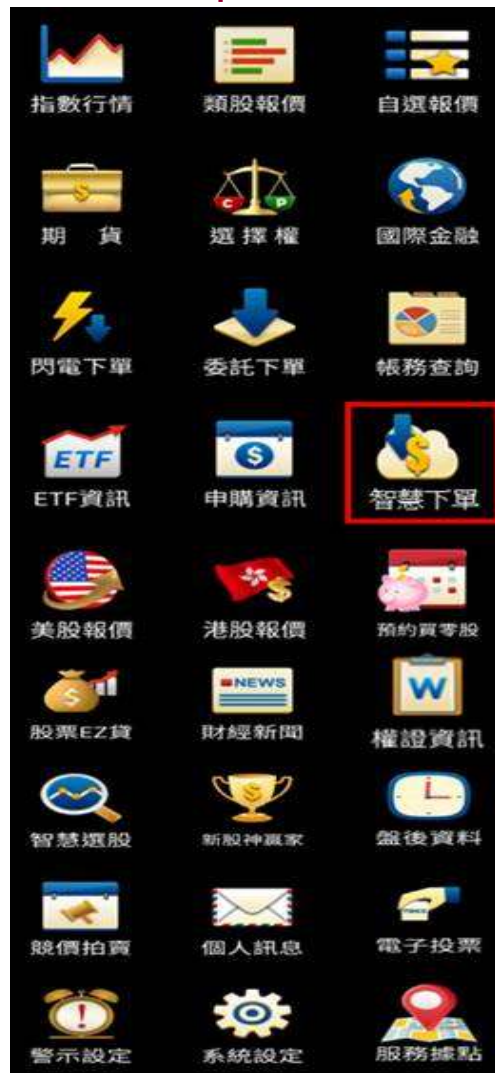 指數行情 類股報價 自選報價
$
C P
期 貨 選擇權 國際金融
閃電下單 委託下單 帳務查詢
ETF $ $
ETF資訊 申購資訊 智慧下單
$
美股報價 港股報價 預約買零股
$ NEWS W
股票EZ貸 財經新聞 權證資訊
$
智慧選股 新股神贏家 盤後資料
競價拍賣 個人訊息 電子投票
!
警示設定 系統設定 服務據點